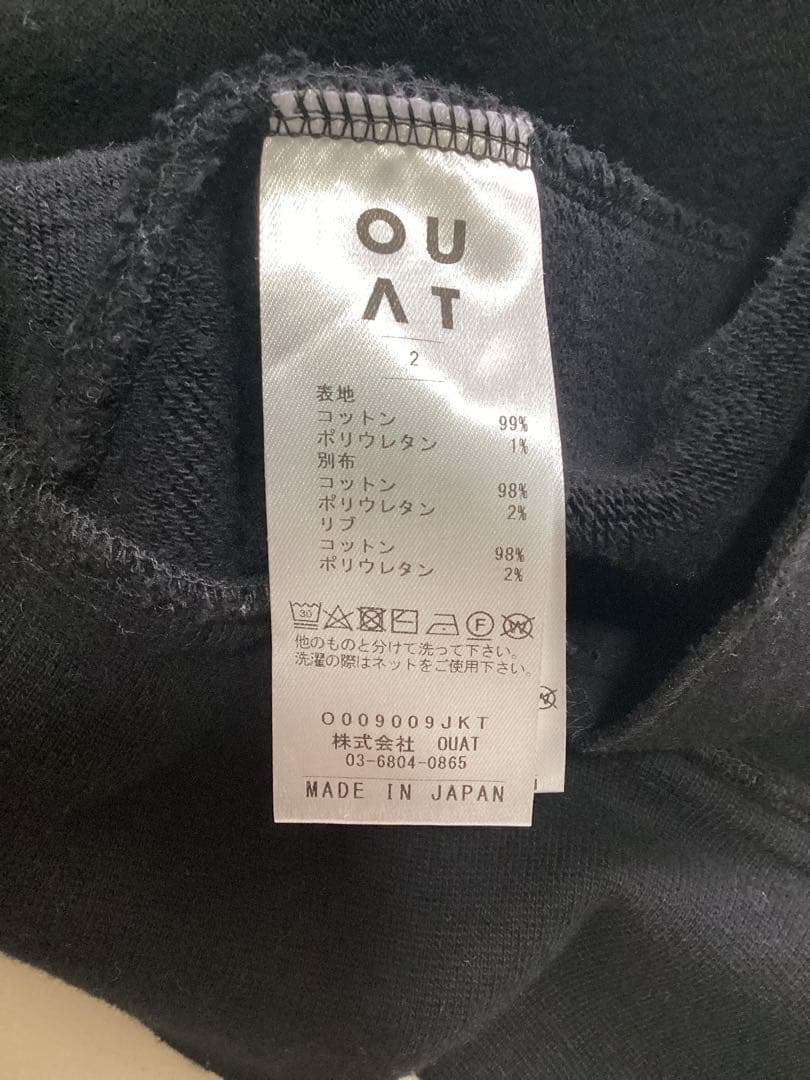 OU
AT
2
表地
コットン 99%
ポリウレタン 1%
別布
コットン 98%
ポリウレタン 2%
リブ
コットン 98%
ポリウレタン 2%
30 F W
他のものと分けて洗って下さい。
洗濯の際はネットをご使用下さい。
O009009JKT
株式会社 OUAT
03-6804-0865
MADE IN JAPAN